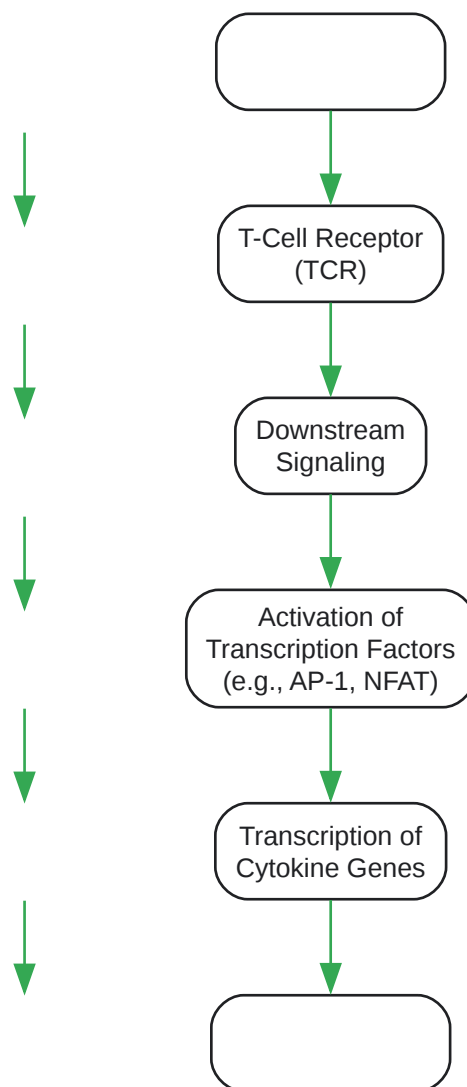 T-Cell Receptor
(TCR)
Downstream
Signaling
Activation of
Transcription Factors
(e.g., AP-1, NFAT)
Transcription of
Cytokine Genes